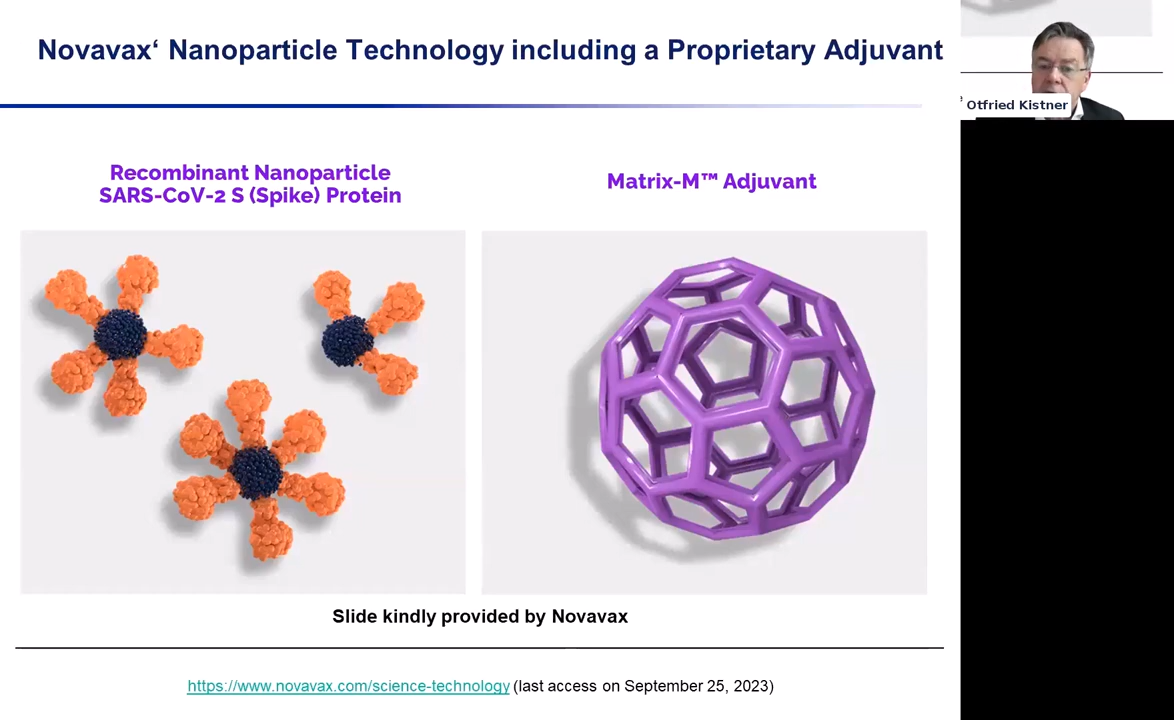 Novavax‘ Nanoparticle Technology including a Proprietary Adjuvant
Otfried Kistner
Recombinant Nanoparticle
SARS-CoV-2 S (Spike) Protein
Matrix-M™ Adjuvant
Slide kindly provided by Novavax
https://www.novavax.com/science-technology (last access on September 25, 2023)